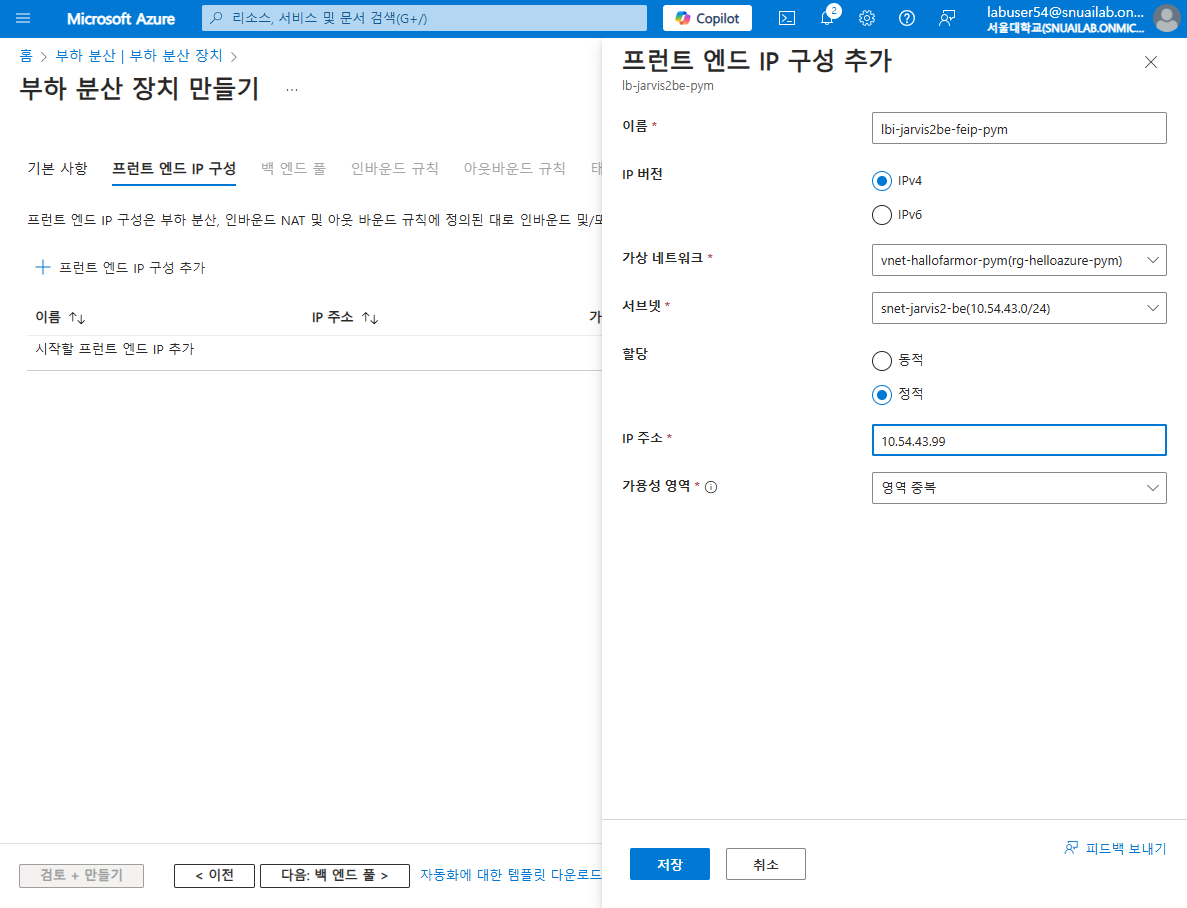 Microsoft Azure
리소스, 서비스 및 문서 검색(G+/)
Copilot
2
labuser54@snuailab.on...
서울대학교(SNUAILAB.ONMIC...
홈 > 부하 분산 | 부하 분산 장치 >
부하 분산 장치 만들기 ...
기본 사항 프런트 엔드 IP 구성 백 엔드 풀 인바운드 규칙 아웃바운드 규칙
프런트 엔드 IP 구성은 부하 분산, 인바운드 NAT 및 아웃 바운드 규칙에 정의된 대로 인바운드 및/또
+ 프런트 엔드 IP 구성 추가
이름 ↑↓ IP 주소 ↑↓ 가
시작할 프런트 엔드 IP 추가
검토 + 만들기
< 이전
다음: 백 엔드 풀 >
자동화에 대한 템플릿 다운로드
프런트 엔드 IP 구성 추가
lb-jarvis2be-pym
이름 *
lbi-jarvis2be-feip-pym
IP 버전
IPv4
IPv6
가상 네트워크 *
vnet-hallofarmor-pym(rg-helloazure-pym)
서브넷 *
snet-jarvis2-be(10.54.43.0/24)
할당
동적
정적
IP 주소 *
10.54.43.99
가용성 영역 *
영역 중복
저장
취소
피드백 보내기